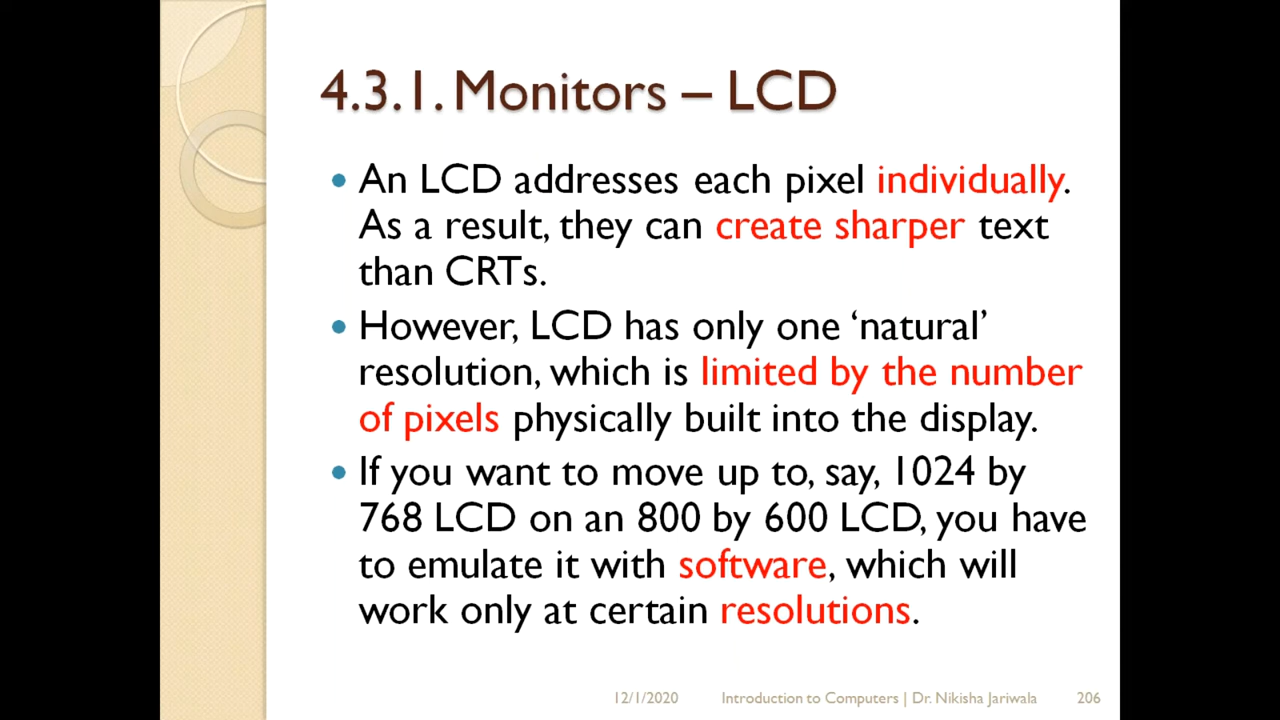 4.3.1. Monitors – LCD
An LCD addresses each pixel individually.
As a result, they can create sharper text
than CRTs.
However, LCD has only one ‘natural’
resolution, which is limited by the number
of pixels physically built into the display.
If you want to move up to, say, 1024 by
768 LCD on an 800 by 600 LCD, you have
to emulate it with software, which will
work only at certain resolutions.
12/1/2020 Introduction to Computers | Dr. Nikisha Jariwala 206